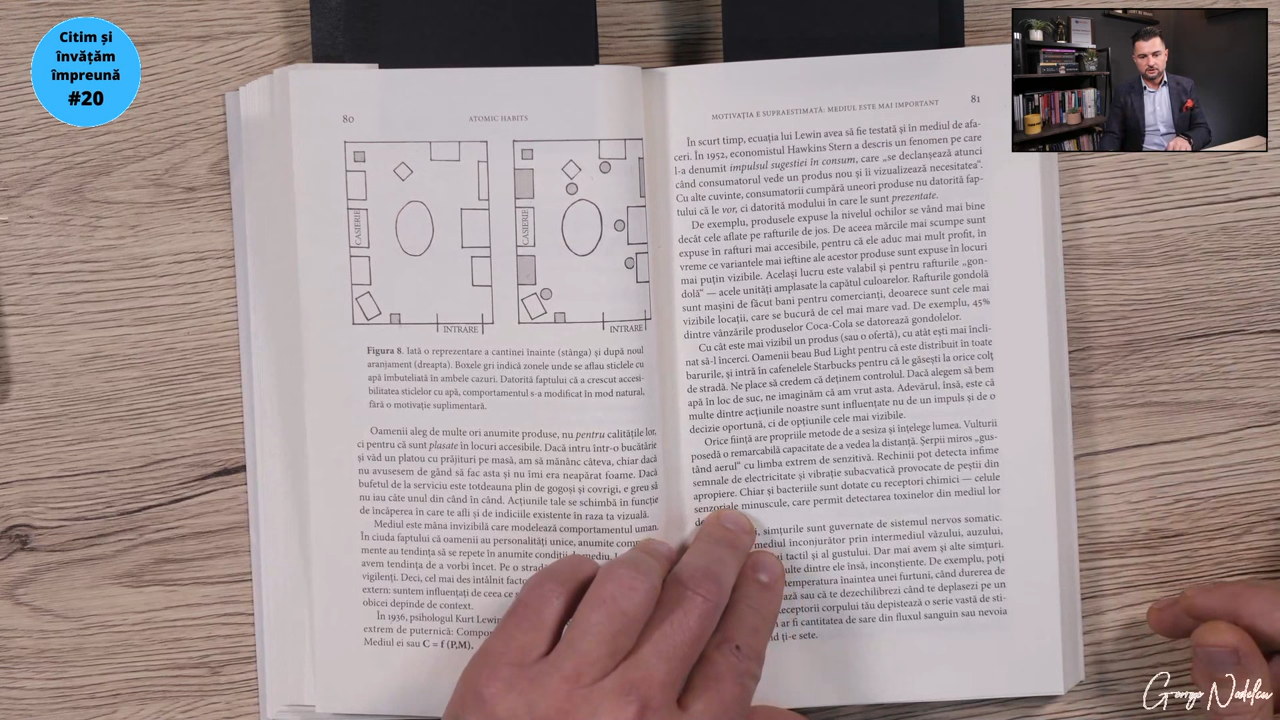 Citim și
învățăm
împreună
#20
80
ATOMIC HABITS
CASIERIE
INTRARE
CASIERIE
INTRARE
Figura 8. Iată o reprezentare a cantinei înainte (stânga) și după noul
aranjament (dreapta). Boxele gri indică zonele unde se aflau sticlele cu
apă îmbuteliată în ambele cazuri. Datorită faptului că a crescut accesi-
bilitatea sticlelor cu apă, comportamentul s-a modificat în mod natural,
fără o motivație suplimentară.
Oamenii aleg de multe ori anumite produse, nu pentru calitățile lor,
ci pentru că sunt plasate în locuri accesibile. Dacă intru într-o bucătărie
și văd un platou cu prăjituri pe masă, am să mănânc câteva, chiar dacă
nu avusesem de gând să fac asta și nu îmi era neapărat foame. Dacă
bufetul de la serviciu este totdeauna plin de gogoși și covrigi, e greu să
nu iau câte unul din când în când. Acțiunile tale se schimbă în funcție
de încăperea în care te afli și de indiciile existente în raza ta vizuală.
Mediul este mâna invizibilă care modelează comportamentul uman.
În ciuda faptului că oamenii au personalități unice, anumite
mente au tendința să se repete în anumite condiții de mediu.
avem tendința de a vorbi încet. Pe o
vigilenți. Deci, cel mai des întâlnit
extern: suntem influențați de ceea ce
obicei depinde de context.
În 1936, psihologul Kurt Lewin
extrem de puternică:
Mediul ei sau C = f (P,M).
MOTIVAȚIA E SUPRAESTIMATĂ: MEDIUL ESTE MAI IMPORTANT
81
În scurt timp, ecuația lui Lewin avea să fie testată și în mediul de afa-
ceri. În 1952, economistul Hawkins Stern a descris un fenomen pe care
l-a denumit impulsul sugestiei în consum, care „se declanșează atunci
când consumatorul vede un produs nou și îi vizualizează necesitatea”.
Cu alte cuvinte, consumatorii cumpără uneori produse nu datorită fap-
tului că le vor, ci datorită modului în care le sunt prezentate.
De exemplu, produsele expuse la nivelul ochilor se vând mai bine
decât cele aflate pe rafturile de jos. De aceea mărcile mai scumpe sunt
expuse în rafturi mai accesibile, pentru că ele aduc mai mult profit, în
vreme ce variantele mai ieftine ale acestor produse sunt expuse în locuri
mai puțin vizibile. Același lucru este valabil și pentru rafturile „gon-
dolă” — acele unități amplasate la capătul culoarelor. Rafturile gondolă
sunt mașini de făcut bani pentru comercianți, deoarece sunt cele mai
vizibile locații, care se bucură de cel mai mare vad. De exemplu, 45%
dintre vânzările produselor Coca-Cola se datorează gondolelor.
Cu cât este mai vizibil un produs (sau o ofertă), cu atât ești mai încli-
nat să-l încerci. Oamenii beau Bud Light pentru că este distribuit în toate
barurile, și intră în cafenelele Starbucks pentru că le găsești la orice colț
de stradă. Ne place să credem că deținem controlul. Dacă alegem să bem
apă în loc de suc, ne imaginăm că am vrut asta. Adevărul, însă, este că
multe dintre acțiunile noastre sunt influențate nu de un impuls și de o
decizie oportună, ci de opțiunile cele mai vizibile.
Orice ființă are propriile metode de a sesiza și înțelege lumea. Vulturii
posedă o remarcabilă capacitate de a vedea la distanță. Șerpii miros „gus-
tând aerul” cu limba extrem de senzitivă. Rechinii pot detecta infime
semnale de electricitate și vibrație subacvatică provocate de peștii din
apropiere. Chiar și bacteriile sunt dotate cu receptori chimici — celule
senzoriale minuscule, care permit detectarea toxinelor din mediul lor
simțurile sunt guvernate de sistemul nervos somatic.
mediul înconjurător prin intermediul văzului, auzului,
tactil și al gustului. Dar mai avem și alte simțuri.
dintre ele însă, inconștiente. De exemplu, poți
temperatura înaintea unei furtuni, când durerea de
sau că te dezechilibrezi când te deplasezi pe un
receptorii corpului tău depistează o serie vastă de sti-
ar fi cantitatea de sare din fluxul sanguin sau nevoia
ți-e sete.
George Nadelcu